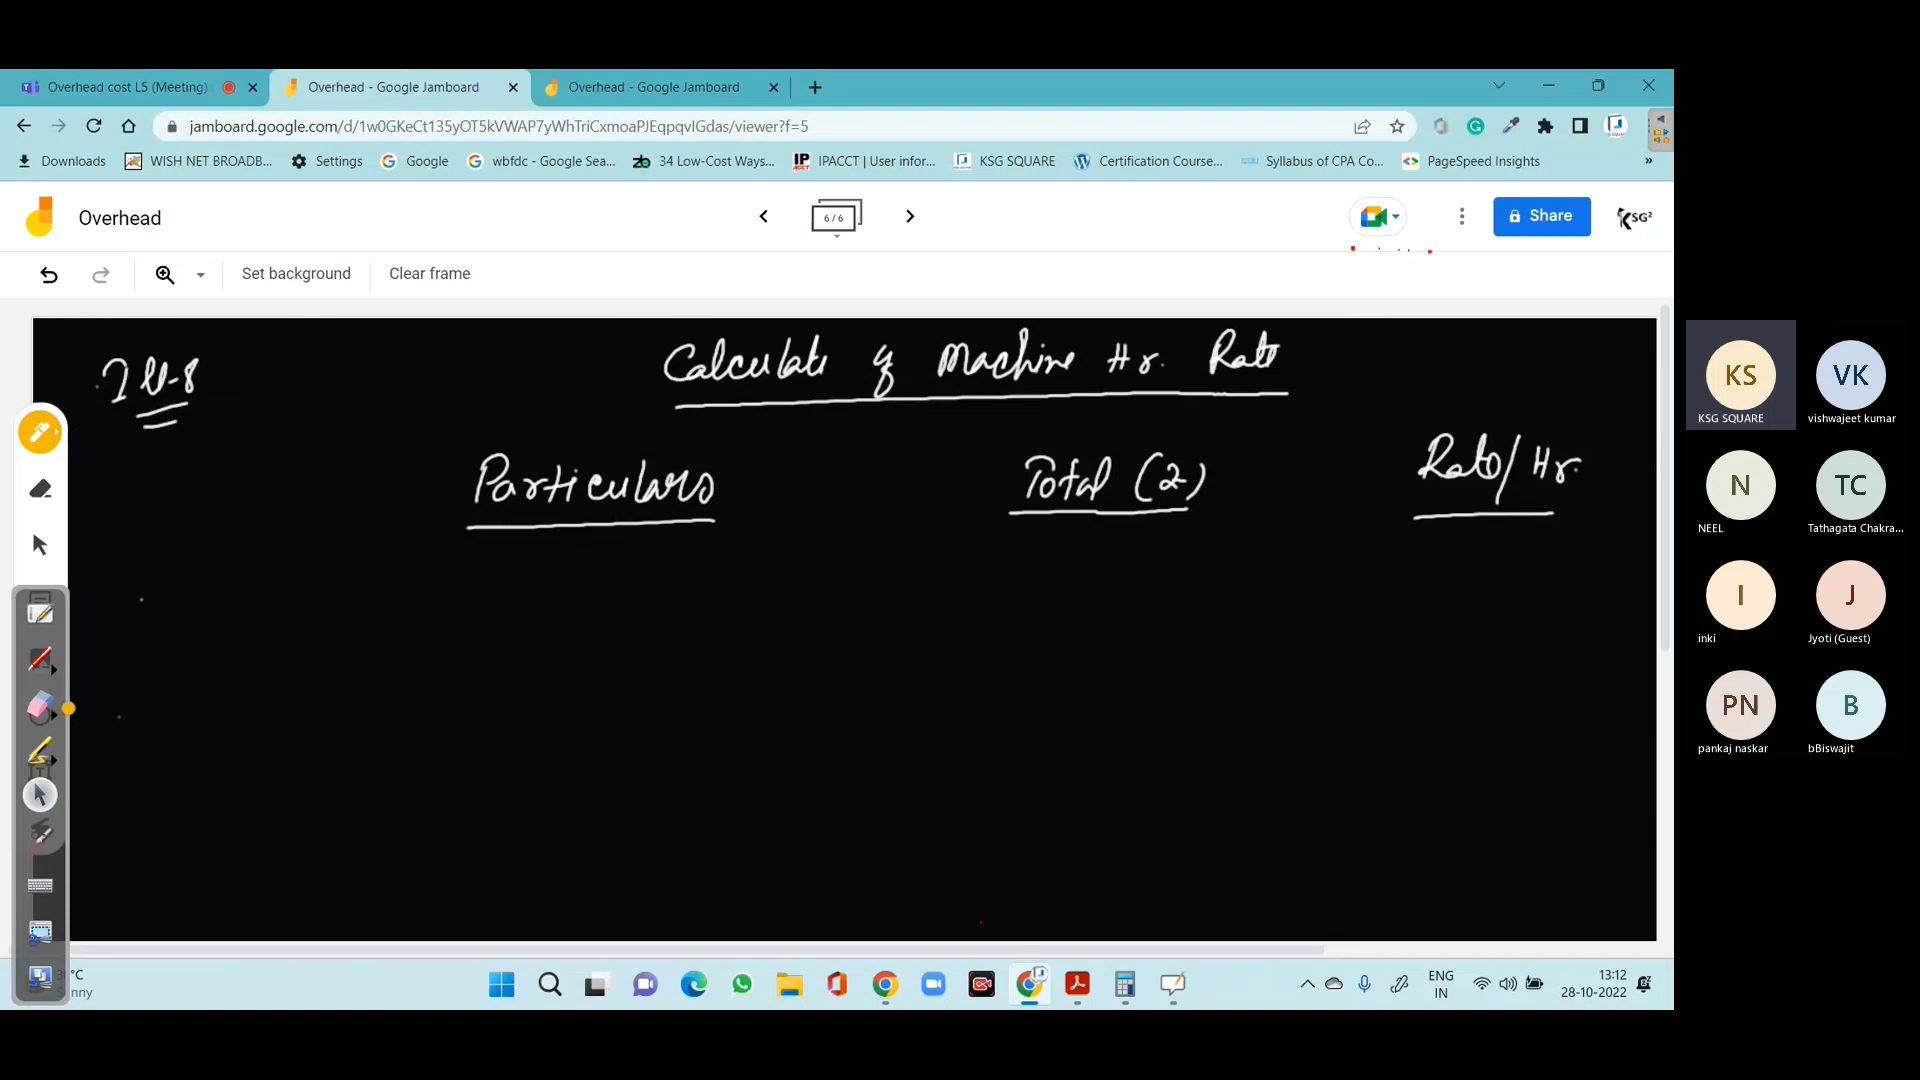 Overhead cost L5 (Meeting)
Overhead - Google Jamboard
Overhead - Google Jamboard
jamboard.google.com/d/1w0GKeCt135yOT5kVWAP7yWhTriCxmoaPJEqpqvIGdas/viewer?f=5
Downloads WISH NET BROADB... Settings Google wbfdc - Google Sea... 34 Low-Cost Ways... IPACCT | User infor... KSG SQUARE Certification Course... Syllabus of CPA Co... PageSpeed Insights »
Overhead
6 / 6
Share
KSG²
Set background
Clear frame
Ill-8
Calculate of Machine Hr. Rate
Particulars
Total (₹)
Rate/Hr.
KS
KSG SQUARE
VK
vishwajeet kumar
N
NEEL
TC
Tathagata Chakra...
I
inki
J
Jyoti (Guest)
PN
pankaj naskar
B
bBiswajit
ENG
IN
13:12
28-10-2022